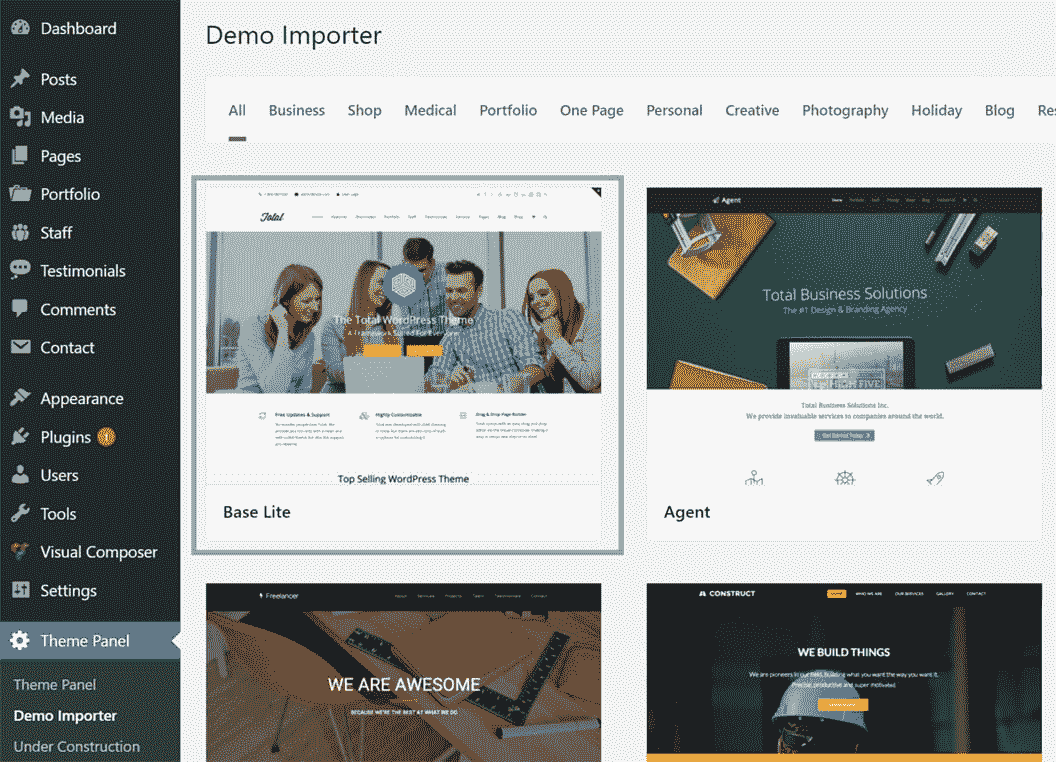 Dashboard
Posts
Media
Pages
Portfolio
Staff
Testimonials
Comments
Contact
Appearance
Plugins
Users
Tools
Visual Composer
Settings
Theme Panel
Theme Panel
Demo Importer
Under Construction
Demo Importer
All Business Shop Medical Portfolio One Page Personal Creative Photography Holiday Blog Res
Total
The Total WordPress Theme
Free Updates & Support
Highly Customizable
Drag & Drop Page Builder
Top Selling WordPress Theme
Base Lite
Agent
Total Business Solutions
The #1 Design & Branding Agency
HIGH FIVE
Total Business Solutions Inc.
We provide invaluable services to companies around the world.
Get Started Today
Agent
Freelancer
WE ARE AWESOME
BECAUSE WE'RE THE BEST AT WHAT WE DO
CONSTRUCT
WHO WE ARE OUR SERVICES GALLERY CONTACT
WE BUILD THINGS
We are pioneers in our field, building what you want the way you want it.
Precise, productive and super motivated.